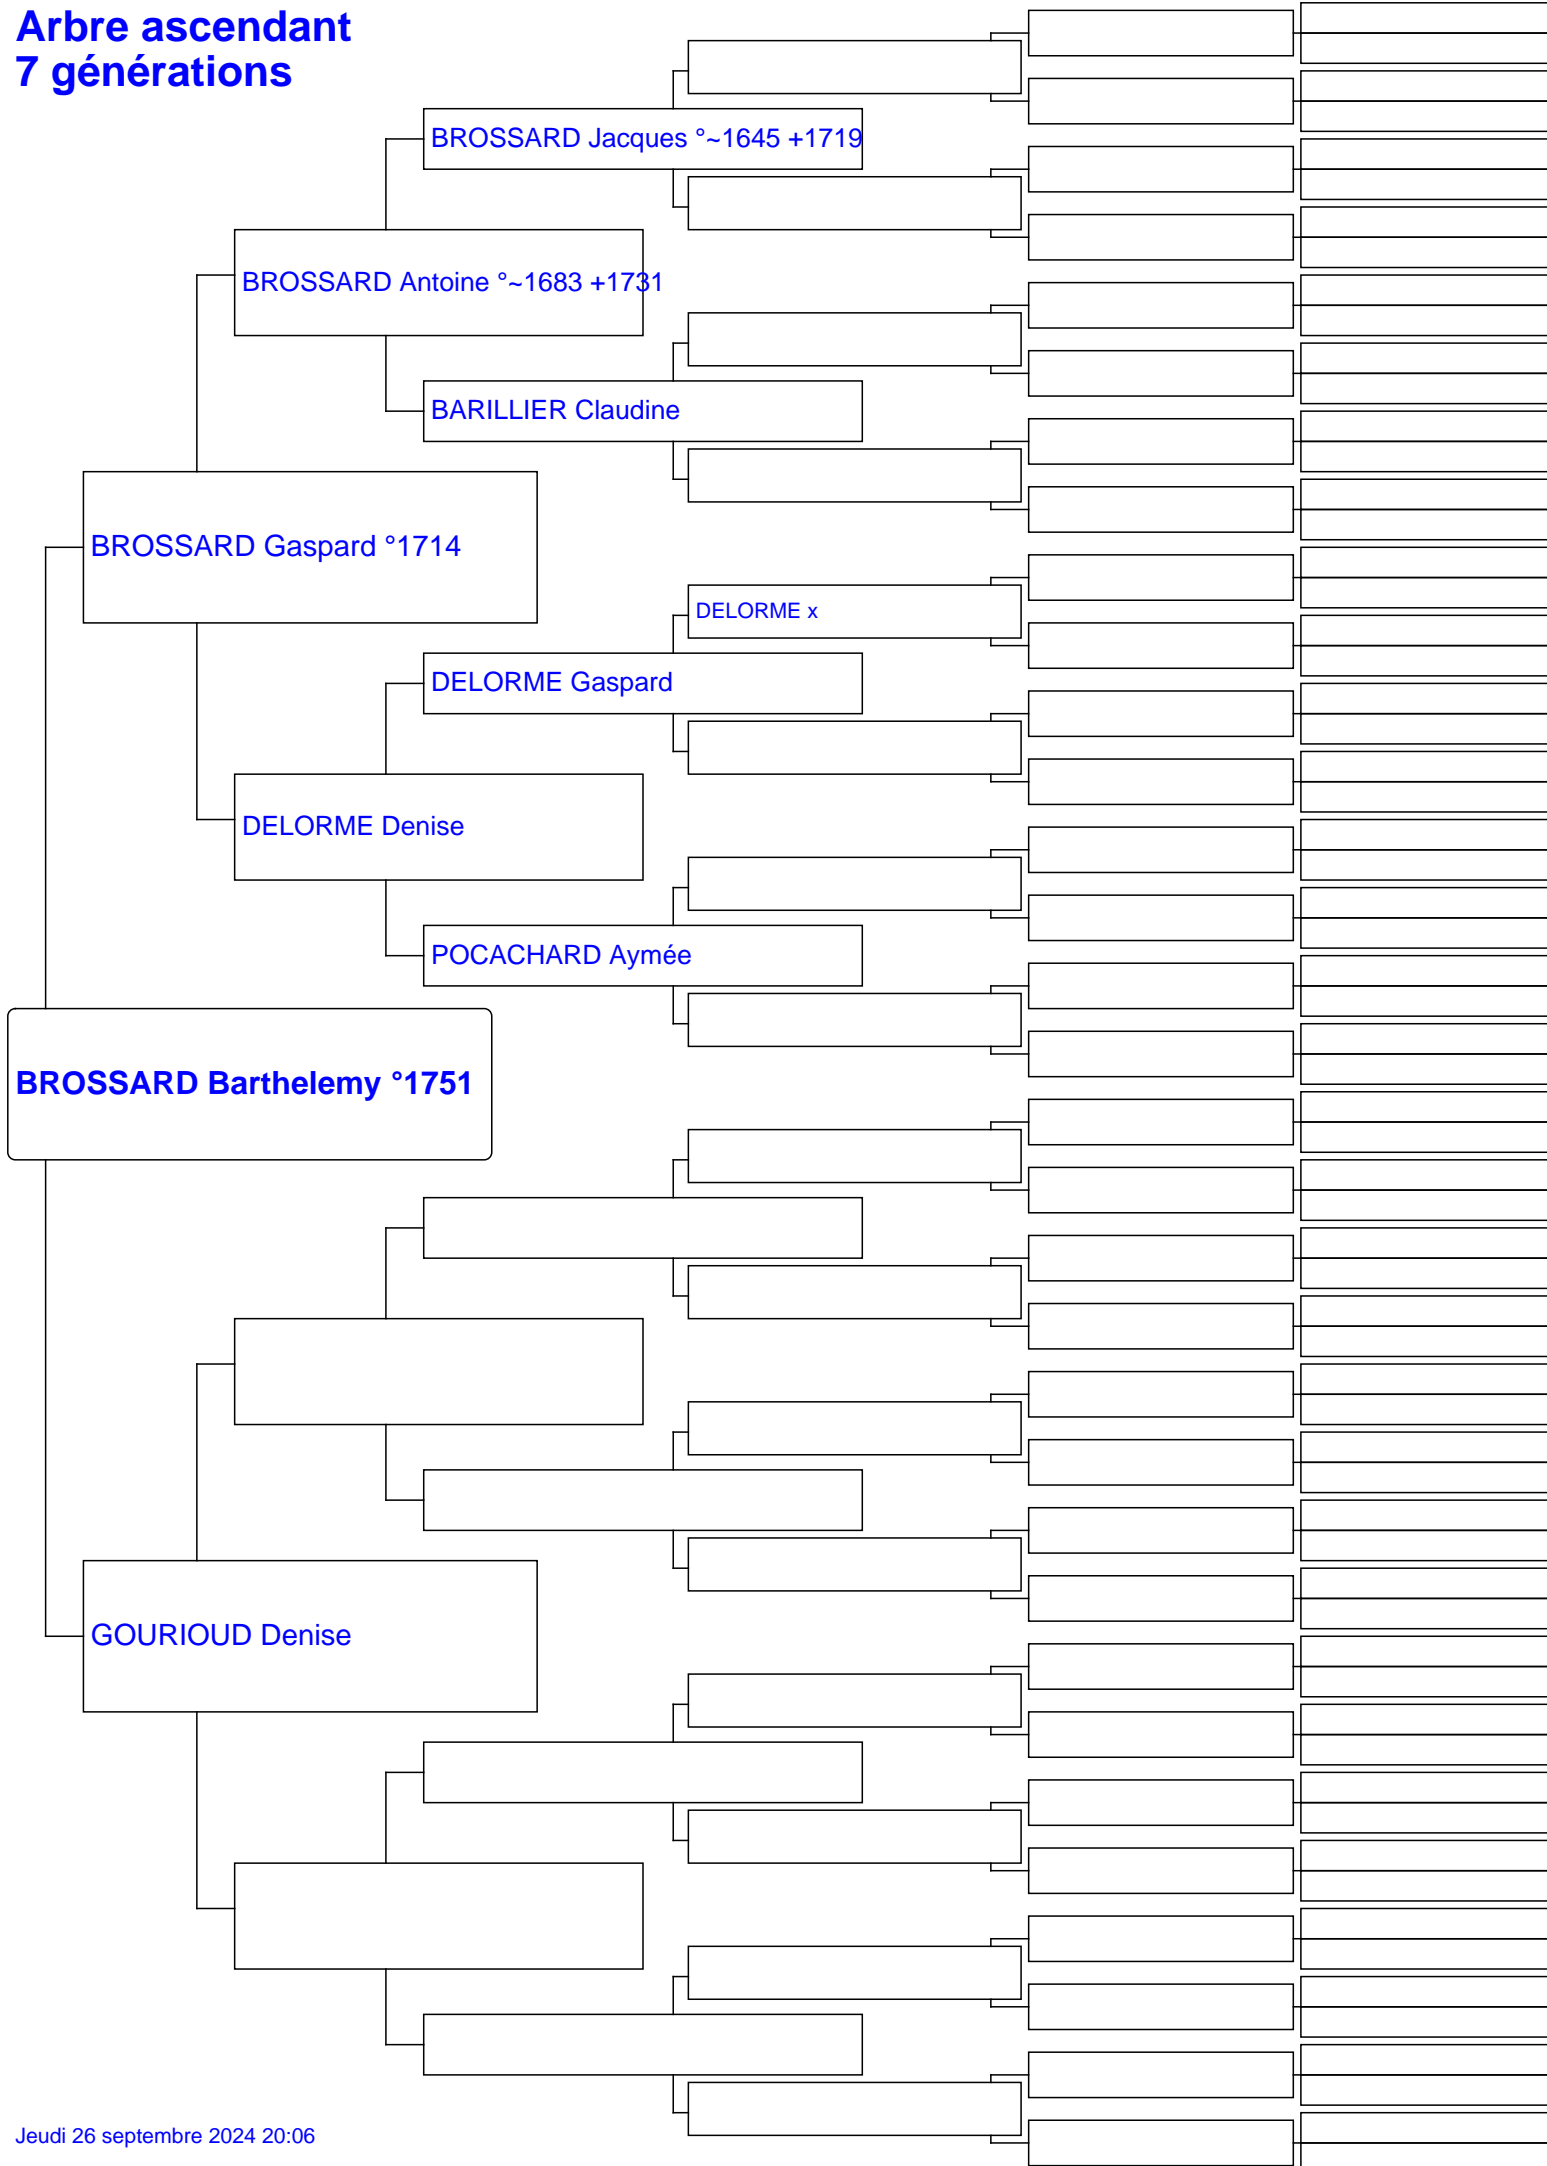 Arbre ascendant
7 générations
BROSSARD Jacques °~1645 +1719
BROSSARD Antoine °~1683 +1731
BARILLIER Claudine
BROSSARD Gaspard °1714
DELORME x
DELORME Gaspard
DELORME Denise
POCACHARD Aymée
BROSSARD Barthelemy °1751
GOURIOUD Denise
Jeudi 26 septembre 2024 20:06